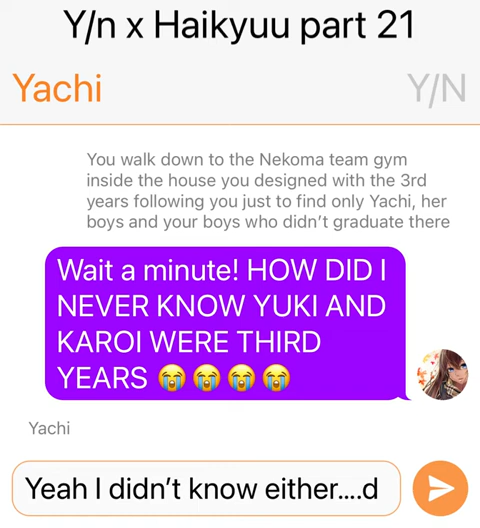 Y/n x Haikyuu part 21
Yachi
Y/N
You walk down to the Nekoma team gym
inside the house you designed with the 3rd
years following you just to find only Yachi, her
boys and your boys who didn’t graduate there
Wait a minute! HOW DID I
NEVER KNOW YUKI AND
KAROI WERE THIRD
YEARS 😭😭😭😭
Yachi
Yeah I didn’t know either....d